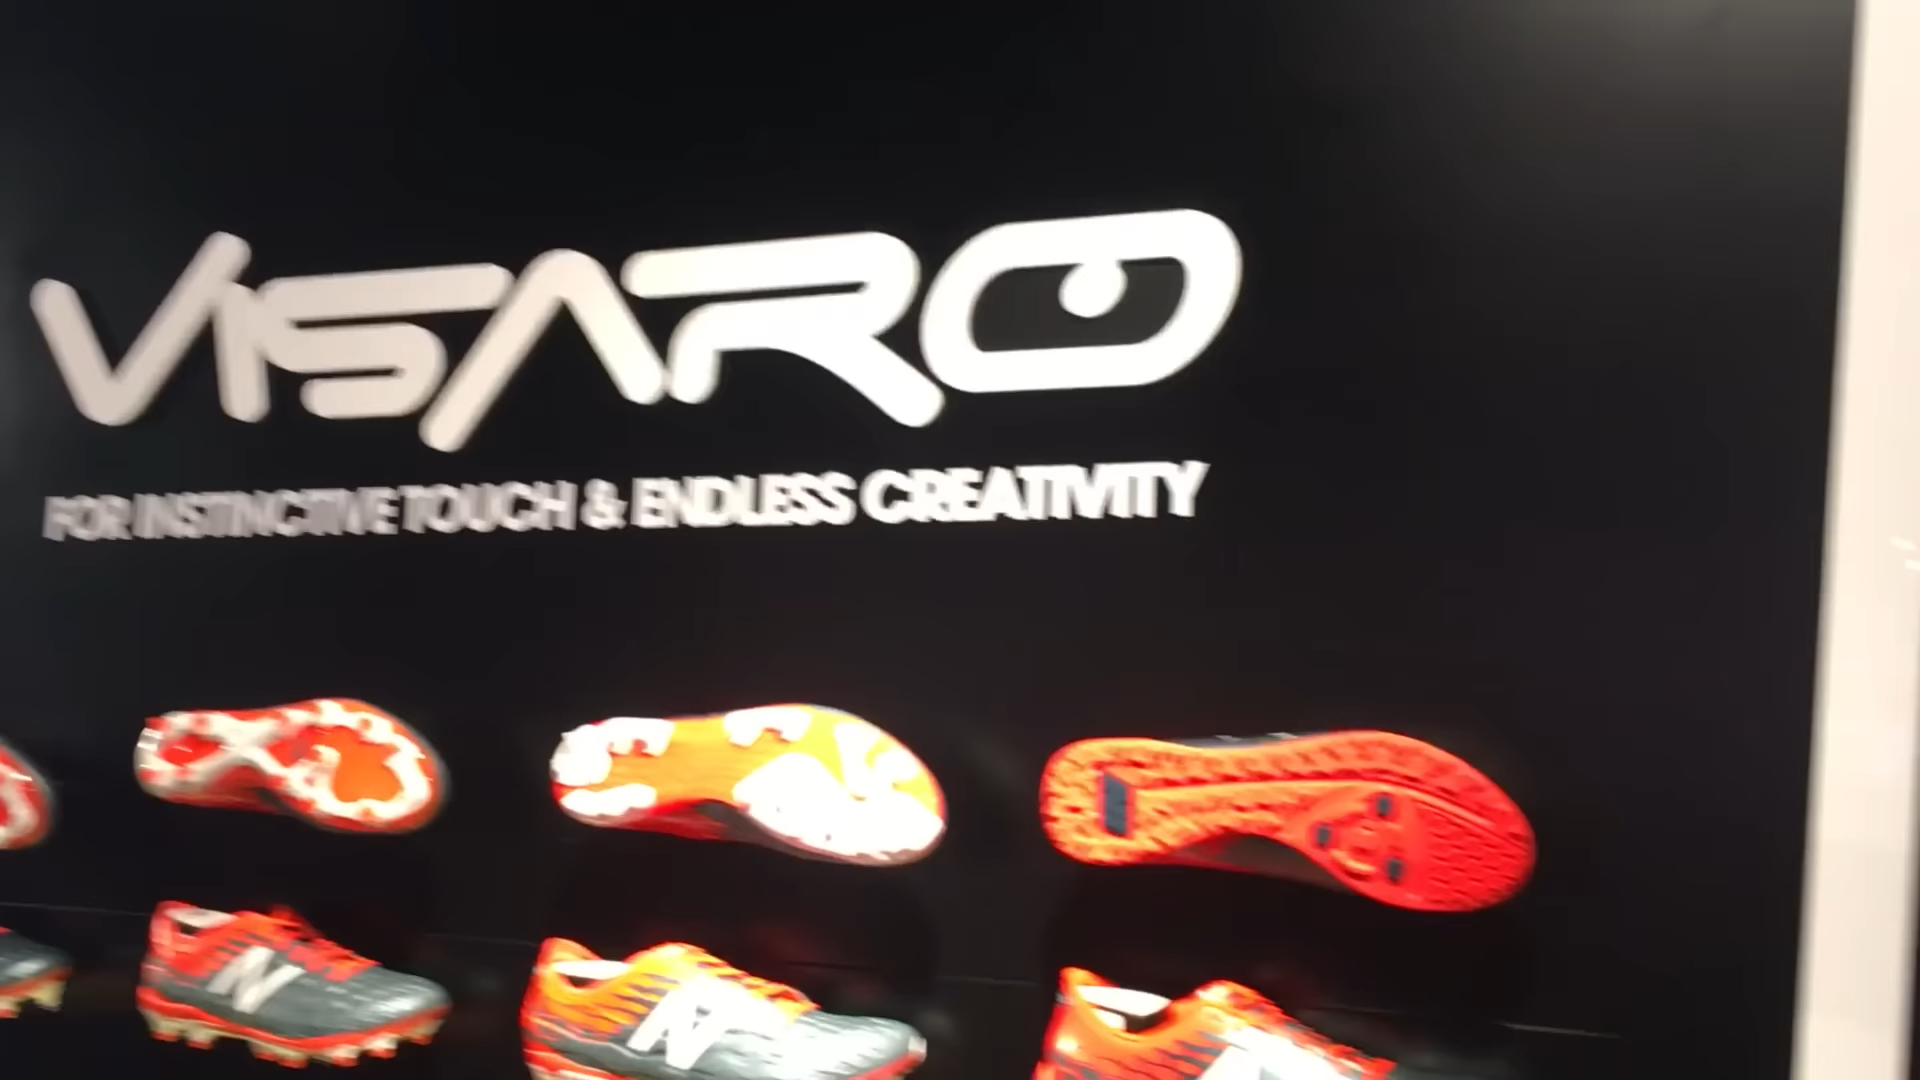 VISARO
FOR INSTINCTIVE TOUCH & ENDLESS CREATIVITY
N
N